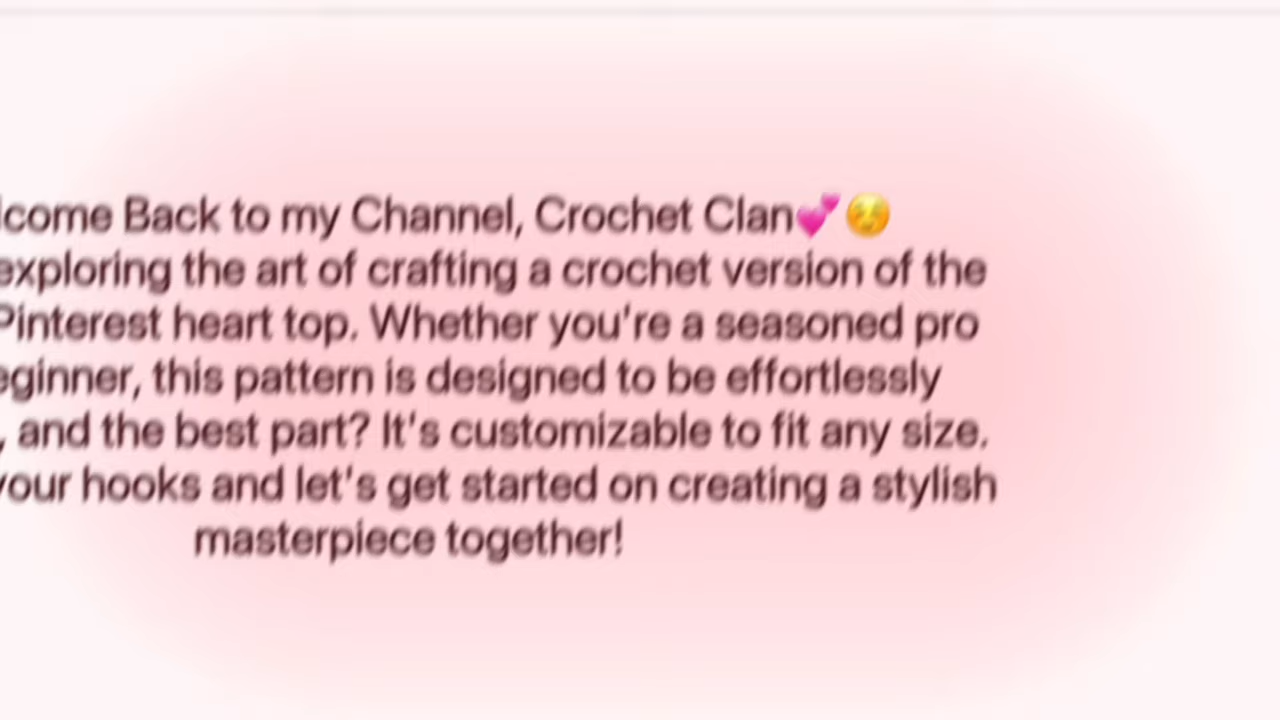 lcome Back to my Channel, Crochet Clan💕☺️
exploring the art of crafting a crochet version of the
Pinterest heart top. Whether you're a seasoned pro
eginner, this pattern is designed to be effortlessly
, and the best part? It's customizable to fit any size.
your hooks and let's get started on creating a stylish
masterpiece together!